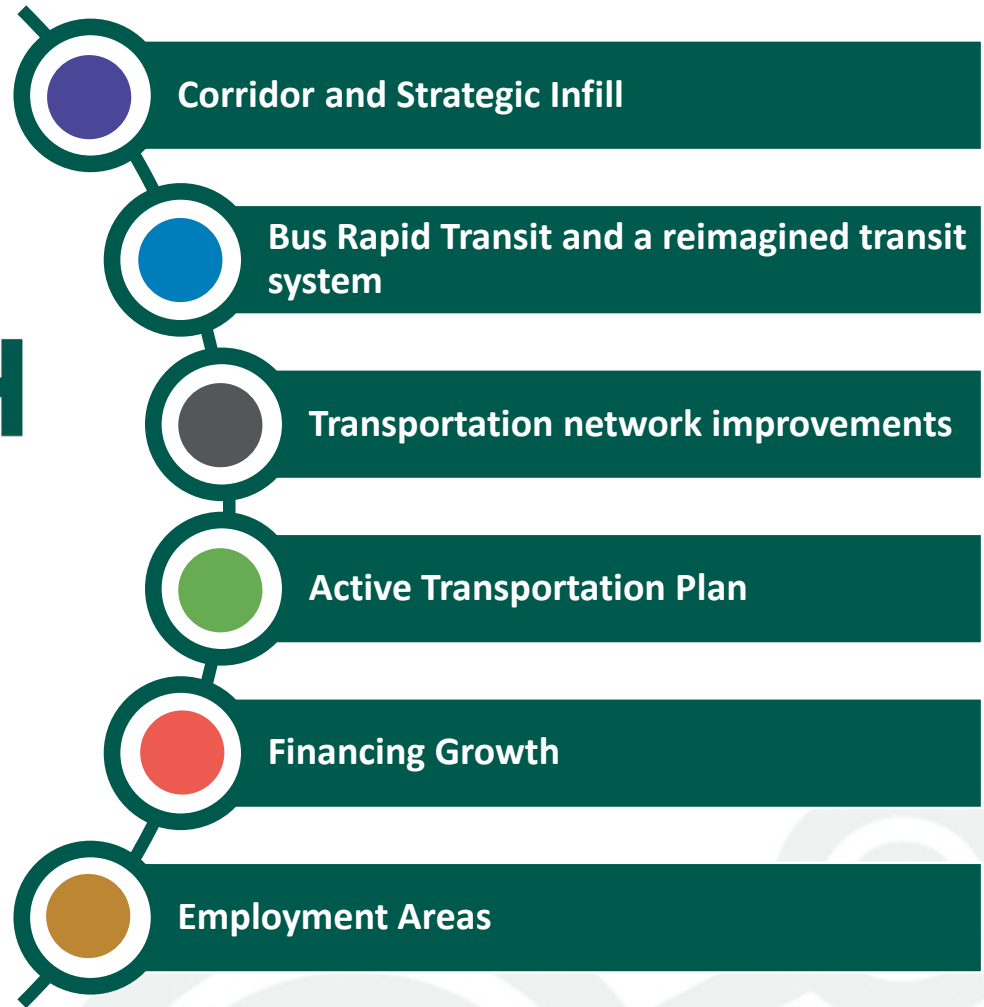 Corridor and Strategic Infill
Bus Rapid Transit and a reimagined transit
system
Transportation network improvements
Active Transportation Plan
Financing Growth
Employment Areas